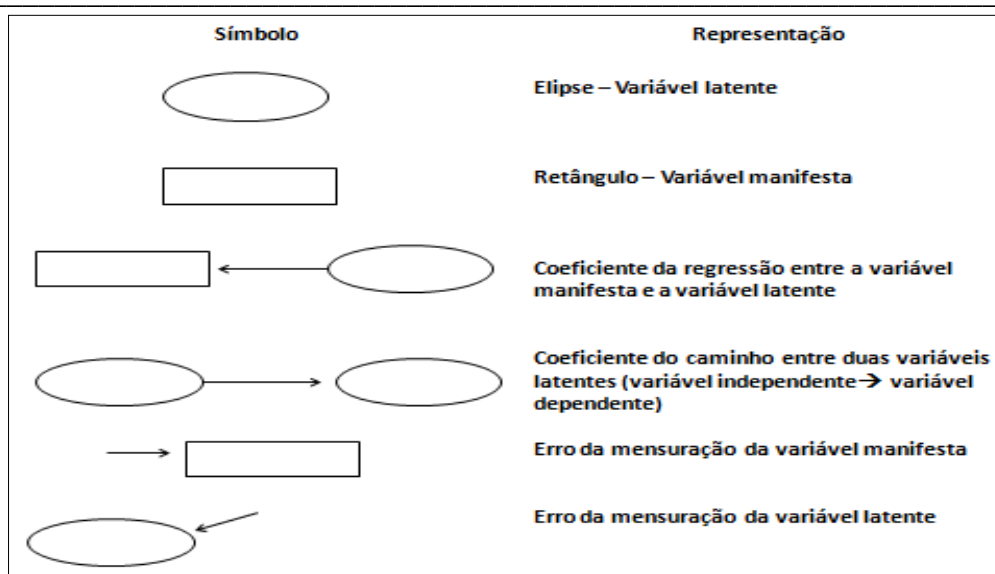 Símbolo
Representação
Elipse – Variável latente
Retângulo – Variável manifesta
Coeficiente da regressão entre a variável
manifesta e a variável latente
Coeficiente do caminho entre duas variáveis
latentes (variável independente→ variável
dependente)
Erro da mensuração da variável manifesta
Erro da mensuração da variável latente